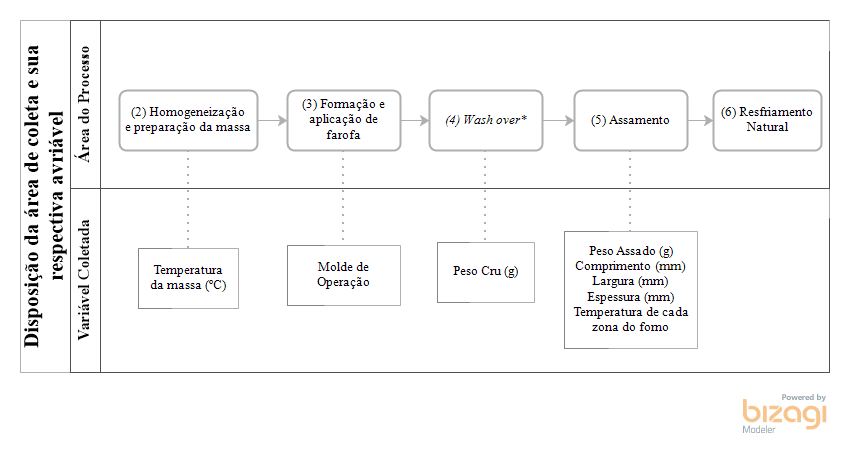 Disposição da área de coleta e sua
respectiva avriável
Área do Processo
(2) Homogeneização
e preparação da massa
(3) Formação e
aplicação de
farofa
(4) Wash over*
(5) Assamento
(6) Resfriamento
Natural
Variável Coletada
Temperatura
da massa (°C)
Molde de
Operação
Peso Cru (g)
Peso Assado (g)
Comprimento (mm)
Largura (mm)
Espessura (mm)
Temperatura de cada
zona do forno
Powered by
bizagi
Modeler